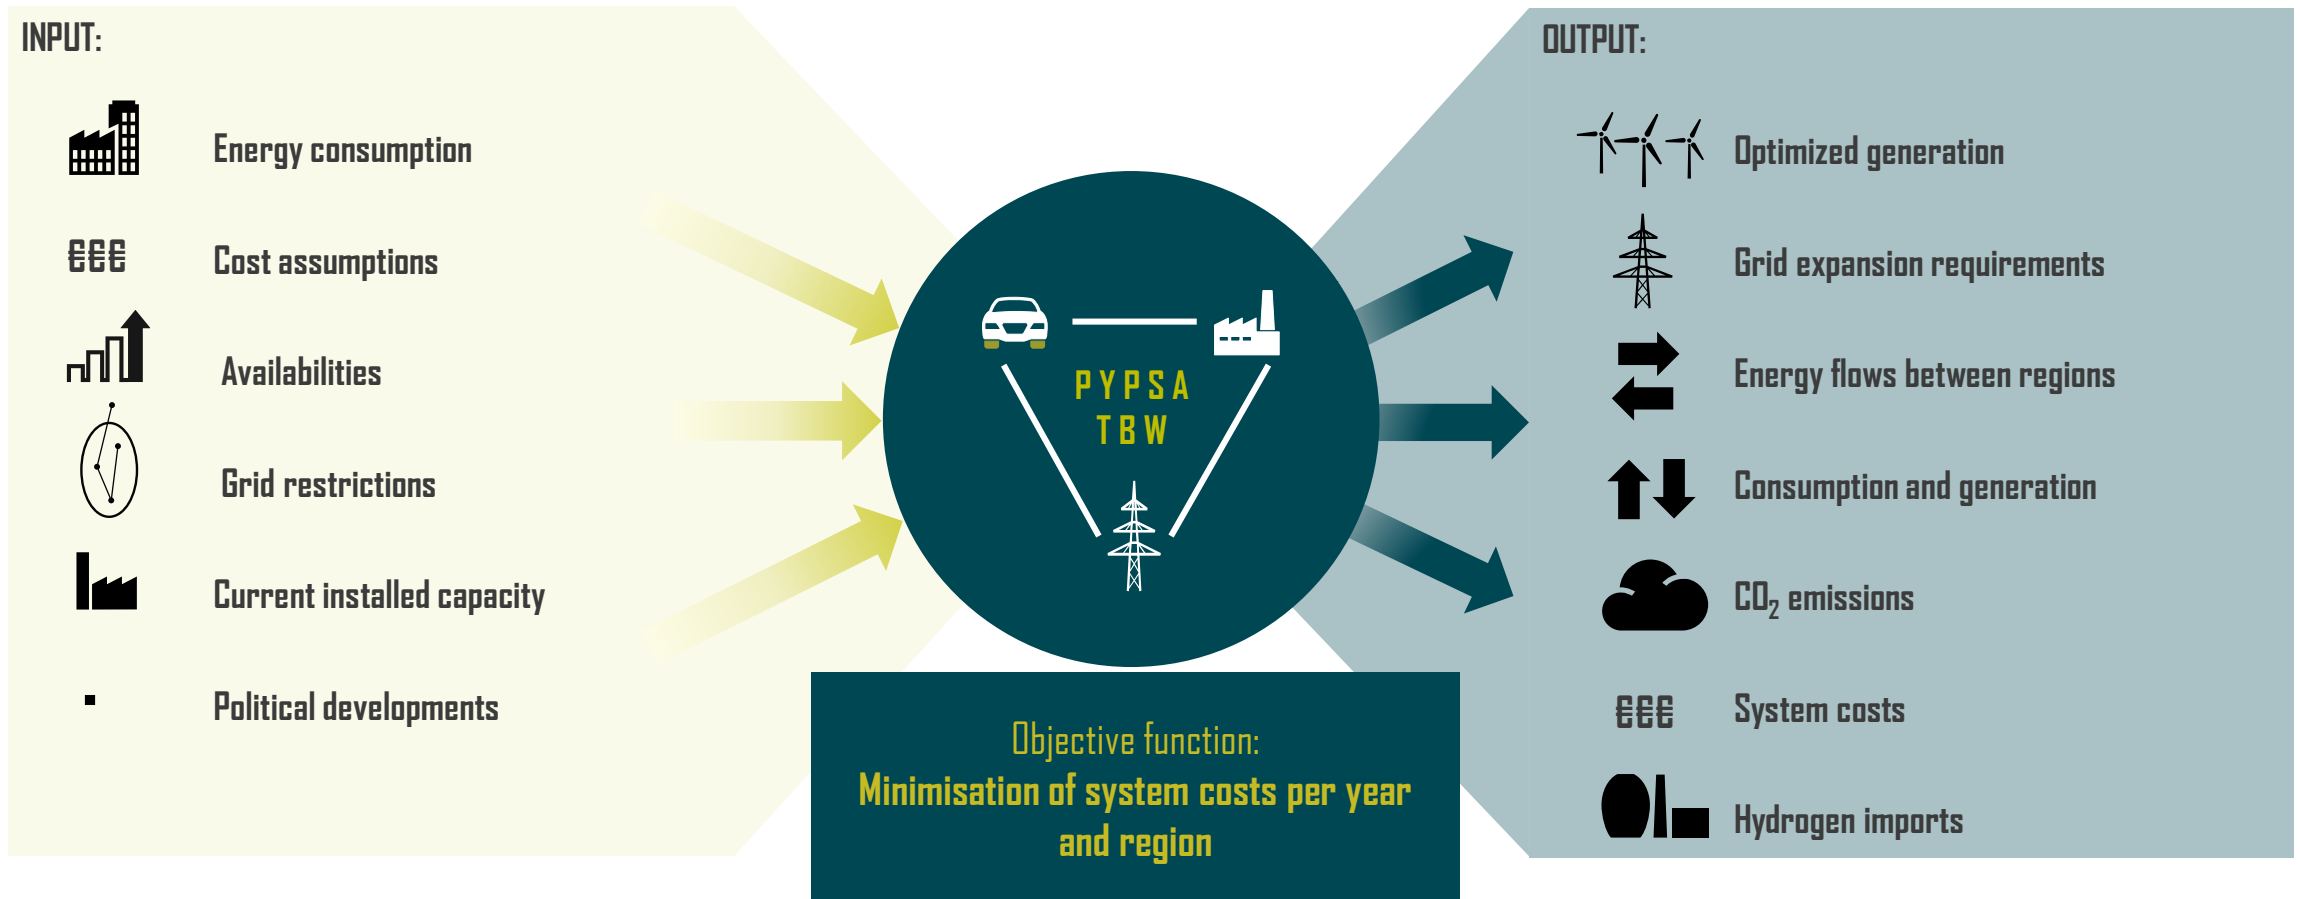 INPUT:
Energy consumption
€€€
Cost assumptions
Availabilities
Grid restrictions
Current installed capacity
Political developments
PYPSA
TBW
Objective function:
Minimisation of system costs per year
and region
OUTPUT:
Optimized generation
Grid expansion requirements
Energy flows between regions
Consumption and generation
CO₂ emissions
€€€
System costs
Hydrogen imports